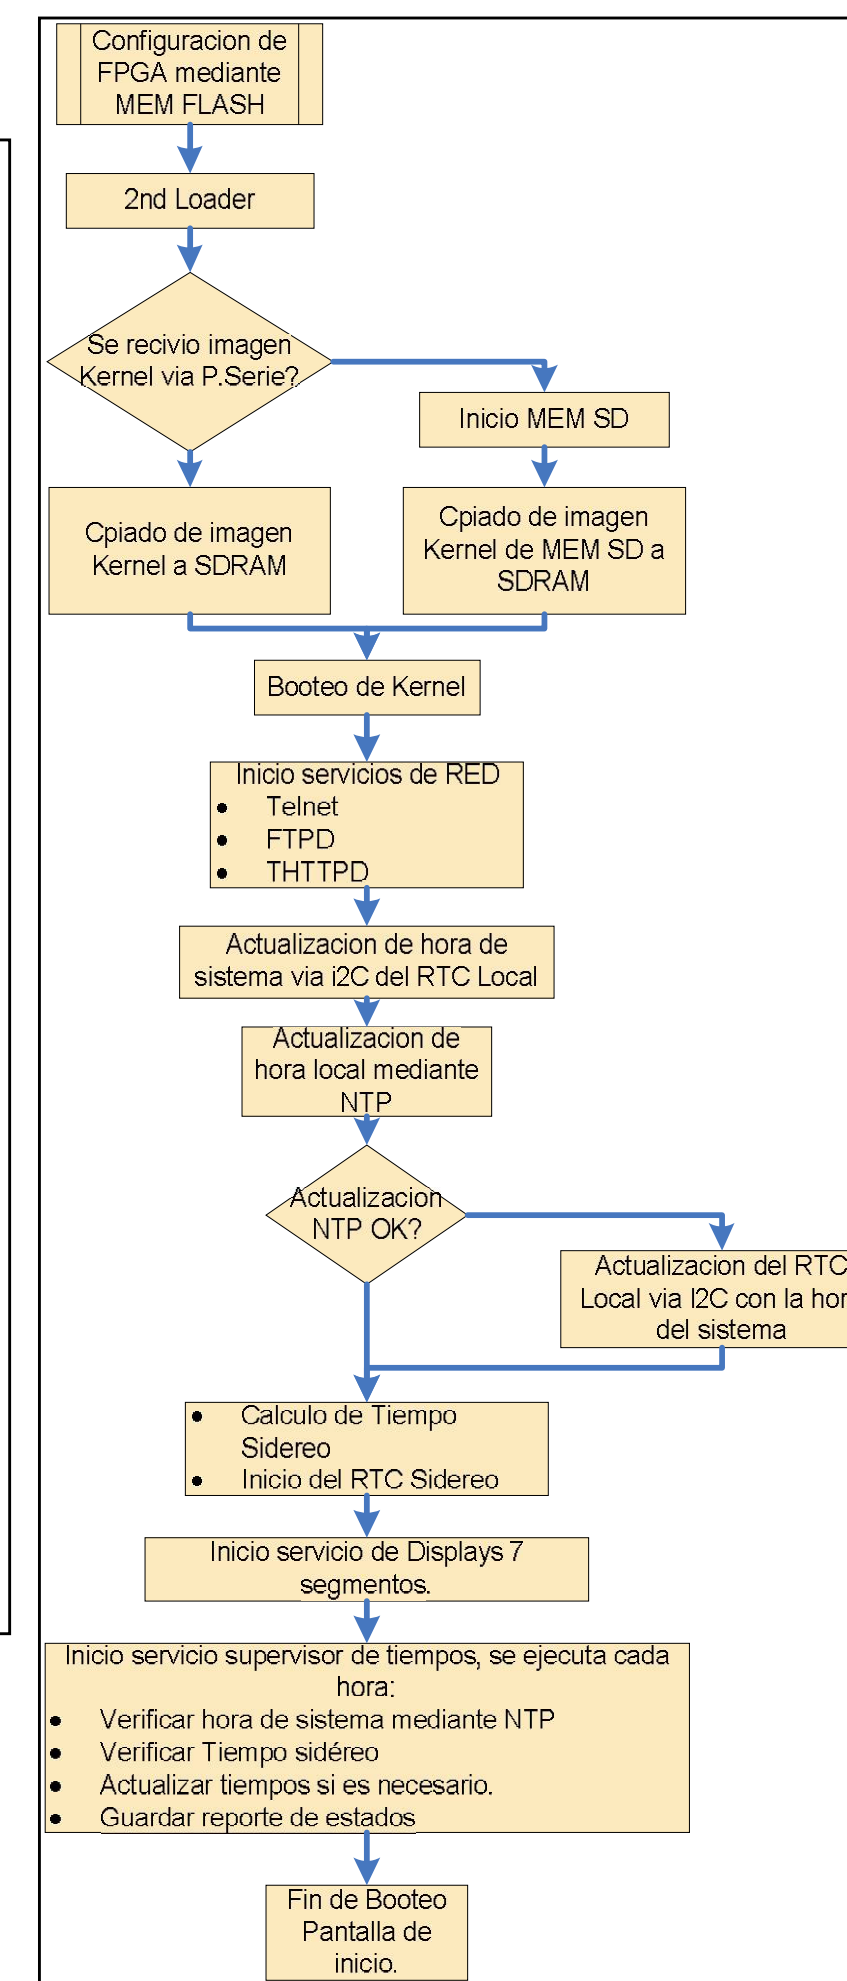 Configuracion de
FPGA mediante
MEM FLASH
2nd Loader
Se recivio imagen
Kernel via P.Serie?
Inicio MEM SD
Cpiado de imagen
Kernel a SDRAM
Cpiado de imagen
Kernel de MEM SD a
SDRAM
Booteo de Kernel
Inicio servicios de RED
• Telnet
• FTPD
• THTTPD
Actualizacion de hora de
sistema via i2C del RTC Local
Actualizacion de
hora local mediante
NTP
Actualizacion
NTP OK?
Actualizacion del RTC
Local via I2C con la hor
del sistema
• Calculo de Tiempo
Sidereo
• Inicio del RTC Sidereo
Inicio servicio de Displays 7
segmentos.
Inicio servicio supervisor de tiempos, se ejecuta cada
hora:
• Verificar hora de sistema mediante NTP
• Verificar Tiempo sidéreo
• Actualizar tiempos si es necesario.
• Guardar reporte de estados
Fin de Booteo
Pantalla de
inicio.